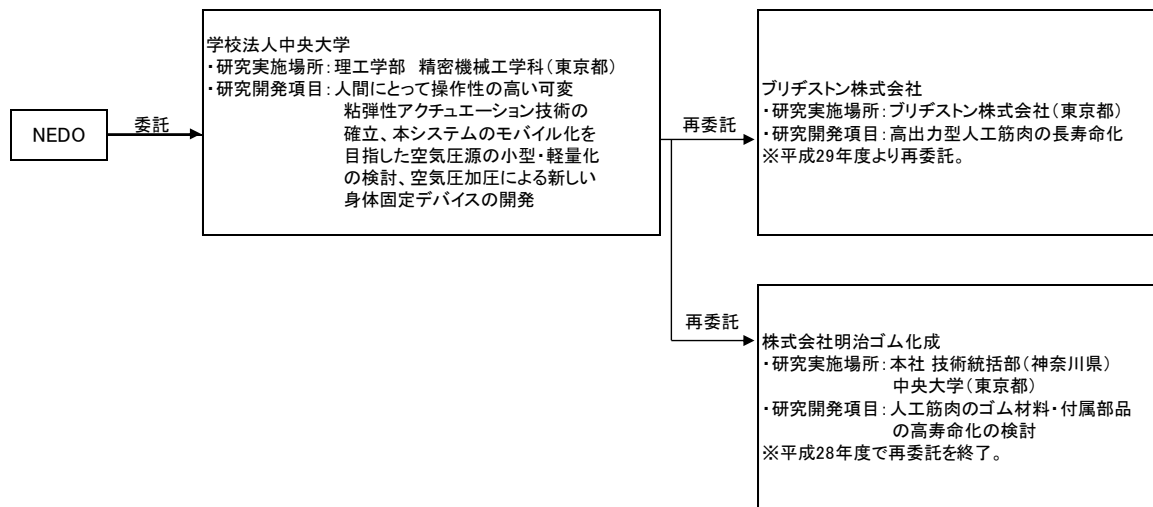 NEDO
委託
学校法人中央大学
・研究実施場所：理工学部　精密機械工学科（東京都）
・研究開発項目：人間にとって操作性の高い可変
粘弾性アクチュエーション技術の
確立、本システムのモバイル化を
目指した空気圧源の小型・軽量化
の検討、空気圧加圧による新しい
身体固定デバイスの開発
再委託
ブリヂストン株式会社
・研究実施場所：ブリヂストン株式会社（東京都）
・研究開発項目：高出力型人工筋肉の長寿命化
※平成29年度より再委託。
再委託
株式会社明治ゴム化成
・研究実施場所：本社 技術統括部（神奈川県）
中央大学（東京都）
・研究開発項目：人工筋肉のゴム材料・付属部品
の高寿命化の検討
※平成28年度で再委託を終了。